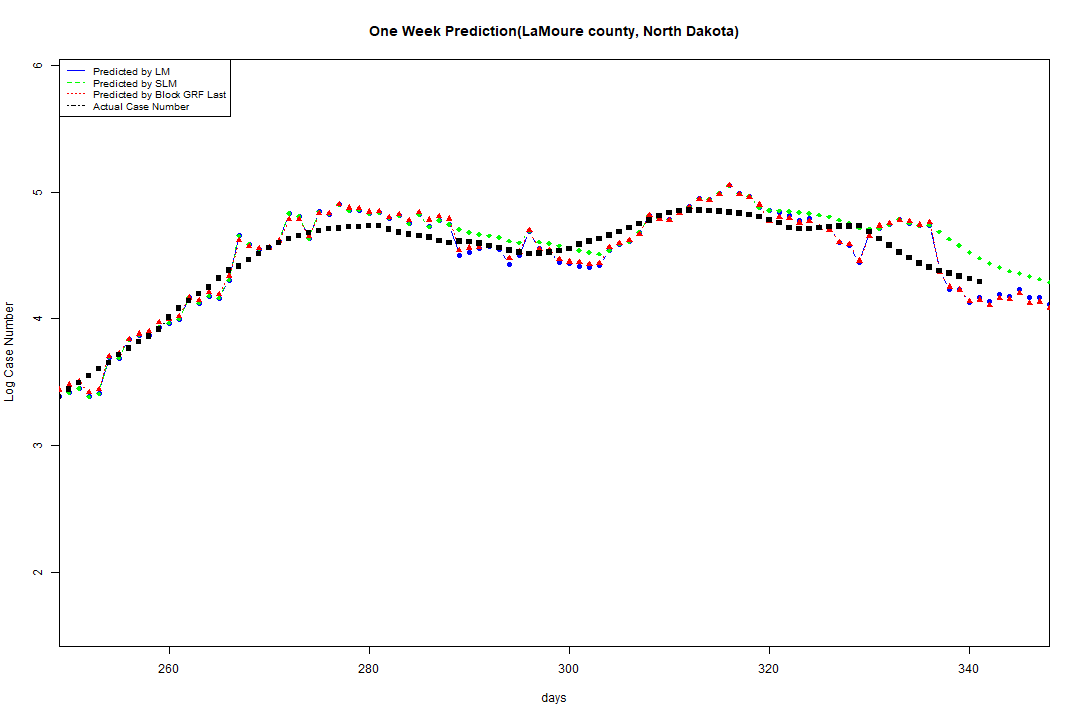 One Week Prediction(LaMoure county, North Dakota)
Predicted by LM
Predicted by SLM
Predicted by Block GRF Last
Actual Case Number
6
5
4
3
2
Log Case Number
260 280 300 320 340
days